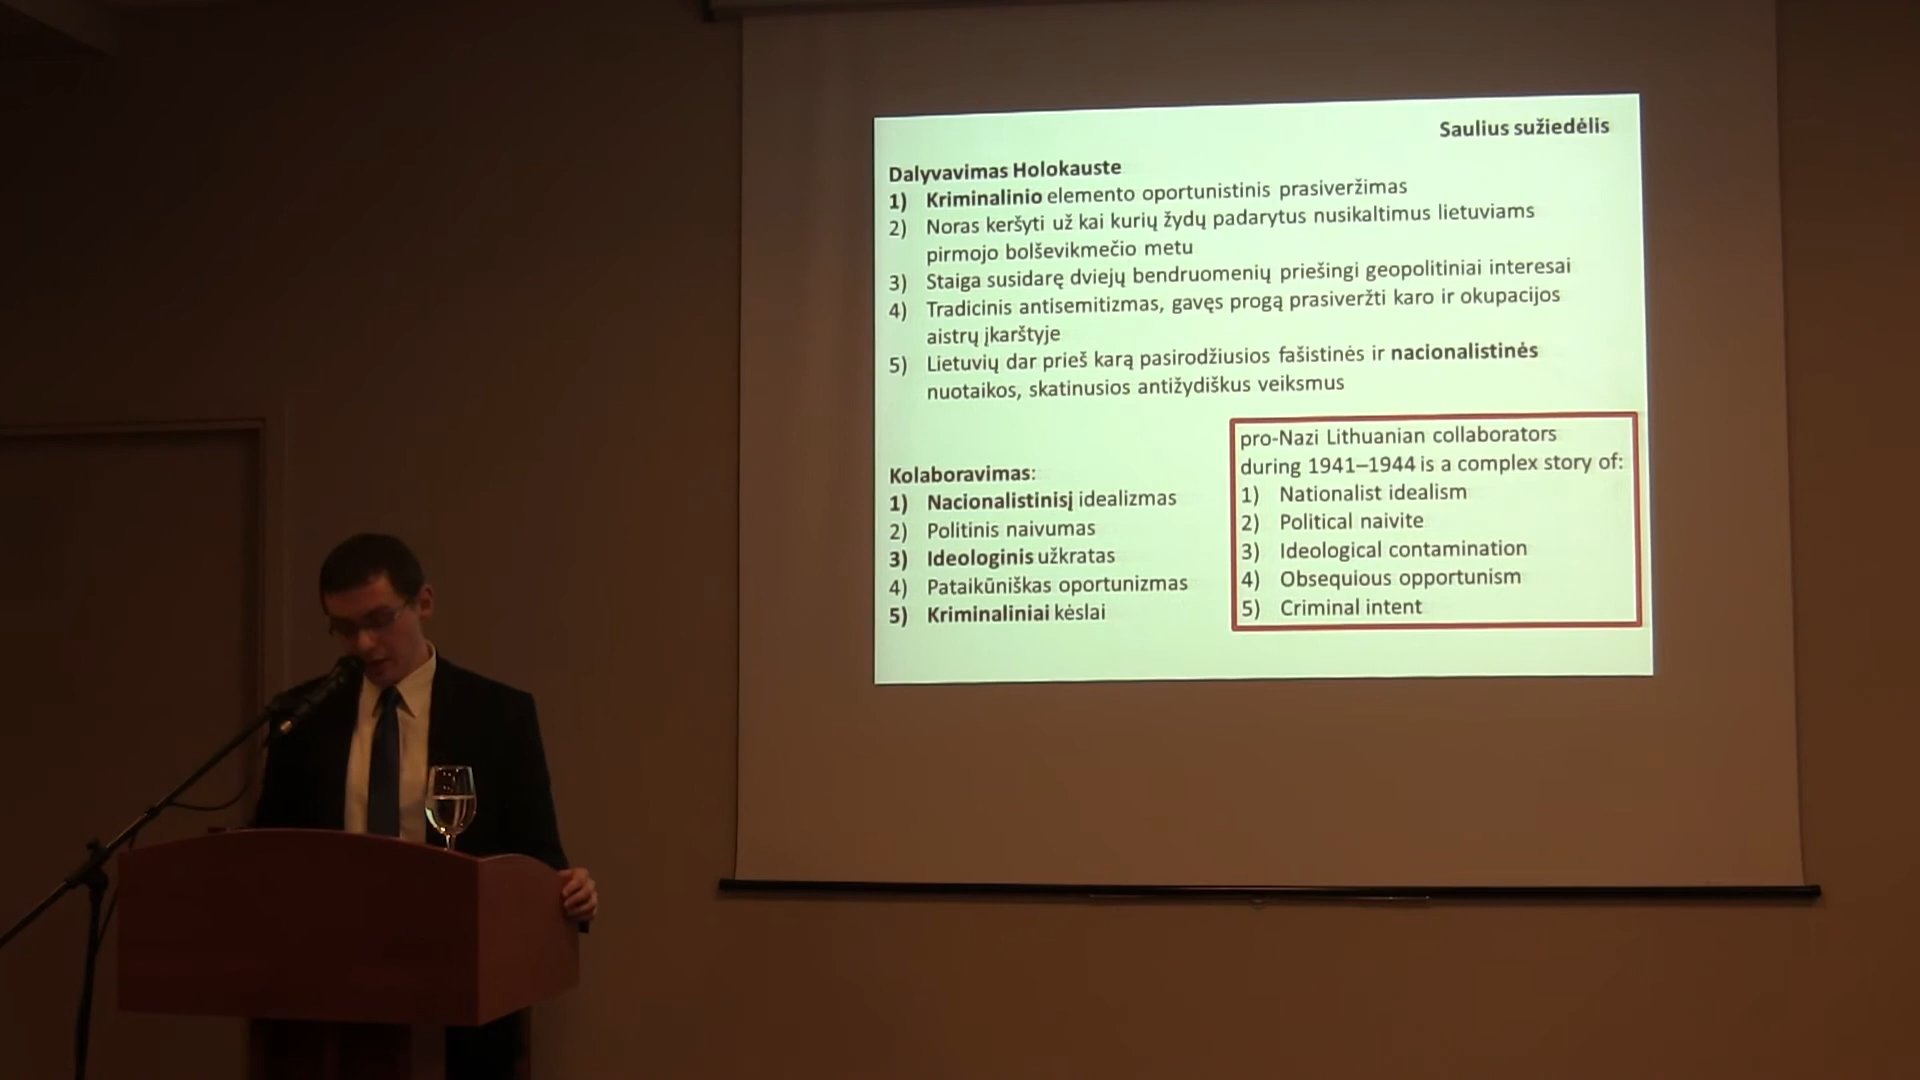 Saulius sužiedėlis
Dalyvavimas Holokauste
1) Kriminalinio elemento oportunistinis prasiveržimas
2) Noras keršyti už kai kurių žydų padarytus nusikaltimus lietuviams
pirmojo bolševikmečio metu
3) Staiga susidarę dviejų bendruomenių priešingi geopolitiniai interesai
4) Tradicinis antisemitizmas, gavęs progą prasiveržti karo ir okupacijos
aistrų įkarštyje
5) Lietuvių dar prieš karą pasirodžiusios fašistinės ir nacionalistinės
nuotaikos, skatinusios antižydiškus veiksmus
Kolaboravimas:
1) Nacionalistinisį idealizmas
2) Politinis naivumas
3) Ideologinis užkratas
4) Pataikūniškas oportunizmas
5) Kriminaliniai kėslai
pro-Nazi Lithuanian collaborators
during 1941–1944 is a complex story of:
1) Nationalist idealism
2) Political naivite
3) Ideological contamination
4) Obsequious opportunism
5) Criminal intent